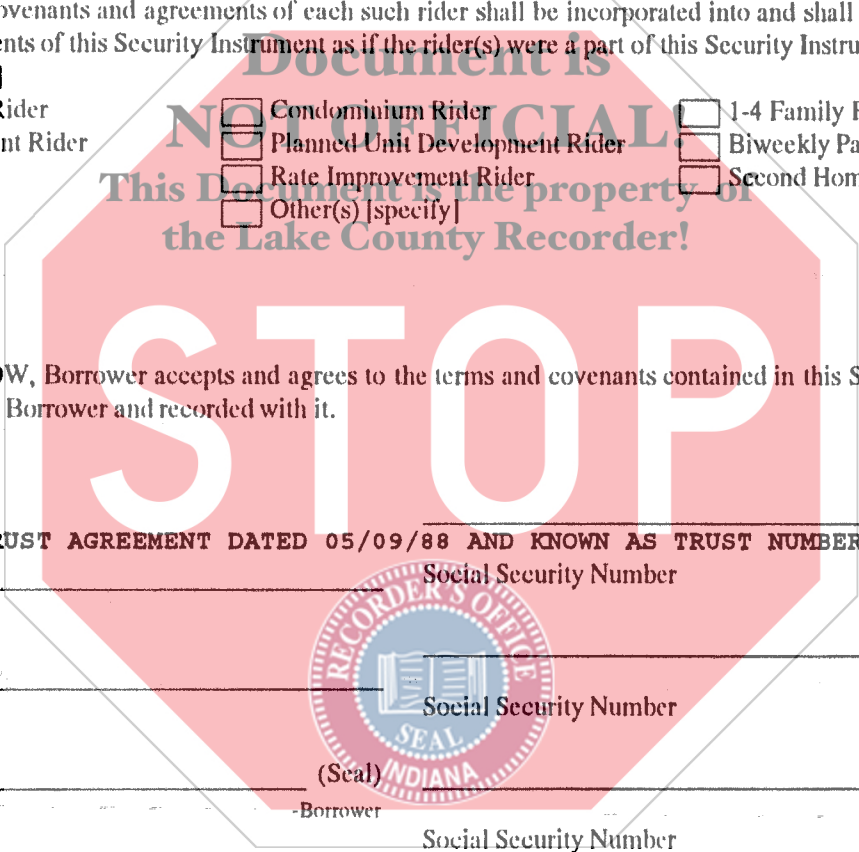 ovenants and agreements of each such rider shall be incorporated into and shall
ents of this Security Instrument as if the rider(s) were a part of this Security Instru
Document is
Rider Condominium Rider 1-4 Family R
NOT OFFICIAL!
nt Rider Planned Unit Development Rider Biweekly Pa
This Document is the property of
Rate Improvement Rider Second Hom
Other(s) [specify]
the Lake County Recorder!
STOP
OW, Borrower accepts and agrees to the terms and covenants contained in this S
Borrower and recorded with it.
RUST AGREEMENT DATED 05/09/88 AND KNOWN AS TRUST NUMBER
Social Security Number
RECORDER'S OFFICE
Social Security Number
SEAL
INDIANA
(Seal)
-Borrower
Social Security Number